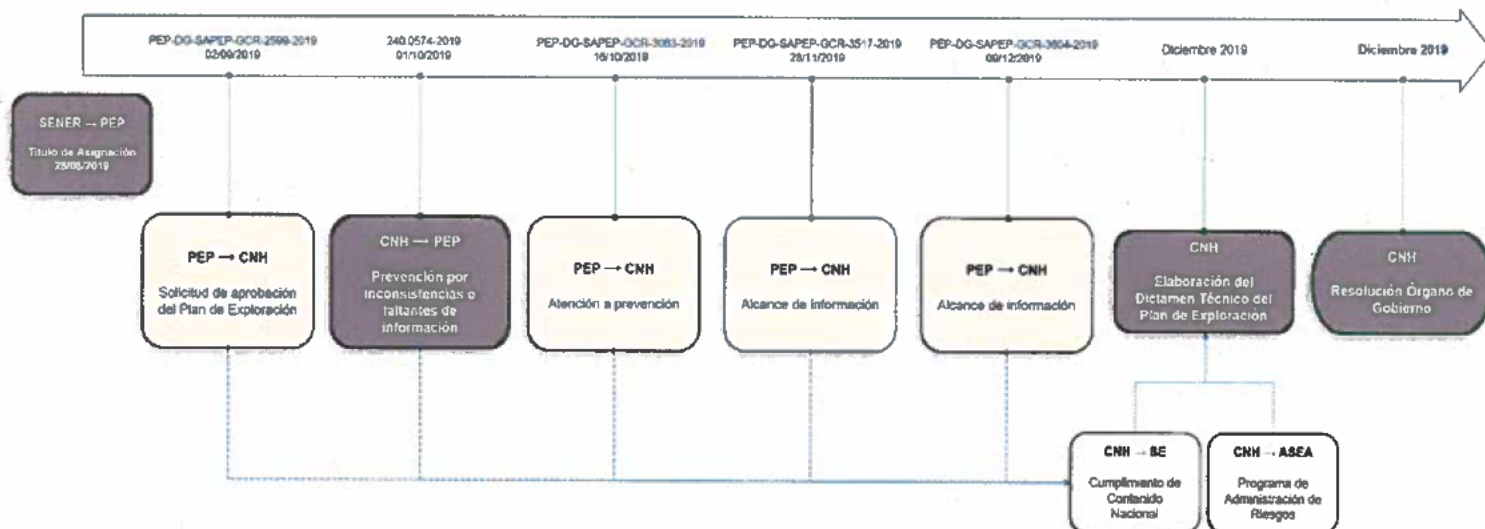 PEP-DG-SAPEP-GCR-2599-2019
02/09/2019
240.0574-2019
01/10/2019
PEP-DG-SAPEP-GCR-3083-2019
16/10/2019
PEP-DG-SAPEP-GCR-3517-2019
28/11/2019
PEP-DG-SAPEP-GCR-3604-2019
09/12/2019
Diciembre 2019
Diciembre 2019
SENER → PEP
Título de Asignación
28/08/2019
PEP → CNH
Solicitud de aprobación
del Plan de Exploración
CNH → PEP
Prevención por
inconsistencias o
faltantes de
información
PEP → CNH
Atención a prevención
PEP → CNH
Alcance de información
PEP → CNH
Alcance de información
CNH
Elaboración del
Dictamen Técnico del
Plan de Exploración
CNH
Resolución Órgano de
Gobierno
CNH → SE
Cumplimiento de
Contenido
Nacional
CNH → ASEA
Programa de
Administración de
Riesgos